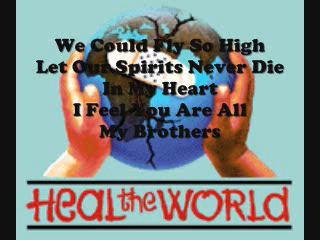 We Could Fly So High
Let Our Spirits Never Die
In My Heart
I Feel You Are All
My Brothers
HEAL the WORLD